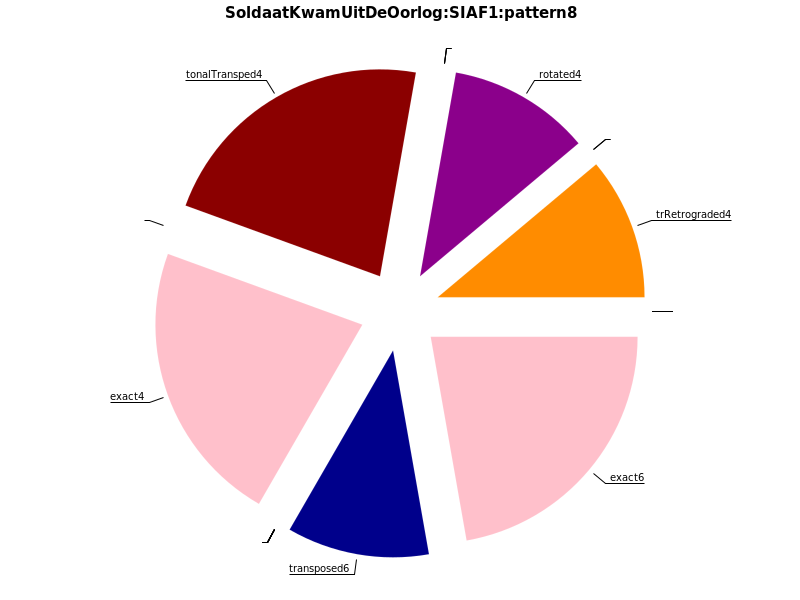 SoldaatKwamUitDeOorlog:SIAF1:pattern8
tonalTransped4
rotated4
trRetrograded4
exact4
exact6
transposed6